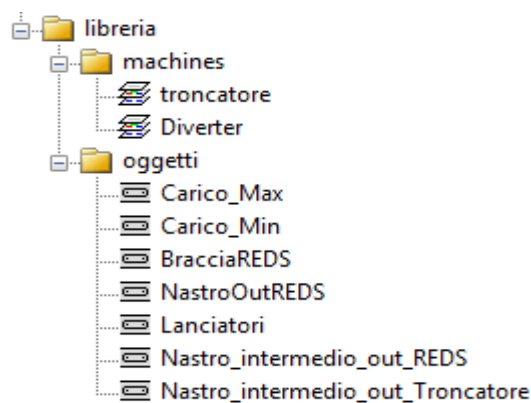 libreria
machines
troncatore
Diverter
oggetti
Carico_Max
Carico_Min
BracciaREDS
NastroOutREDS
Lanciatori
Nastro_intermedio_out_REDS
Nastro_intermedio_out_Troncatore